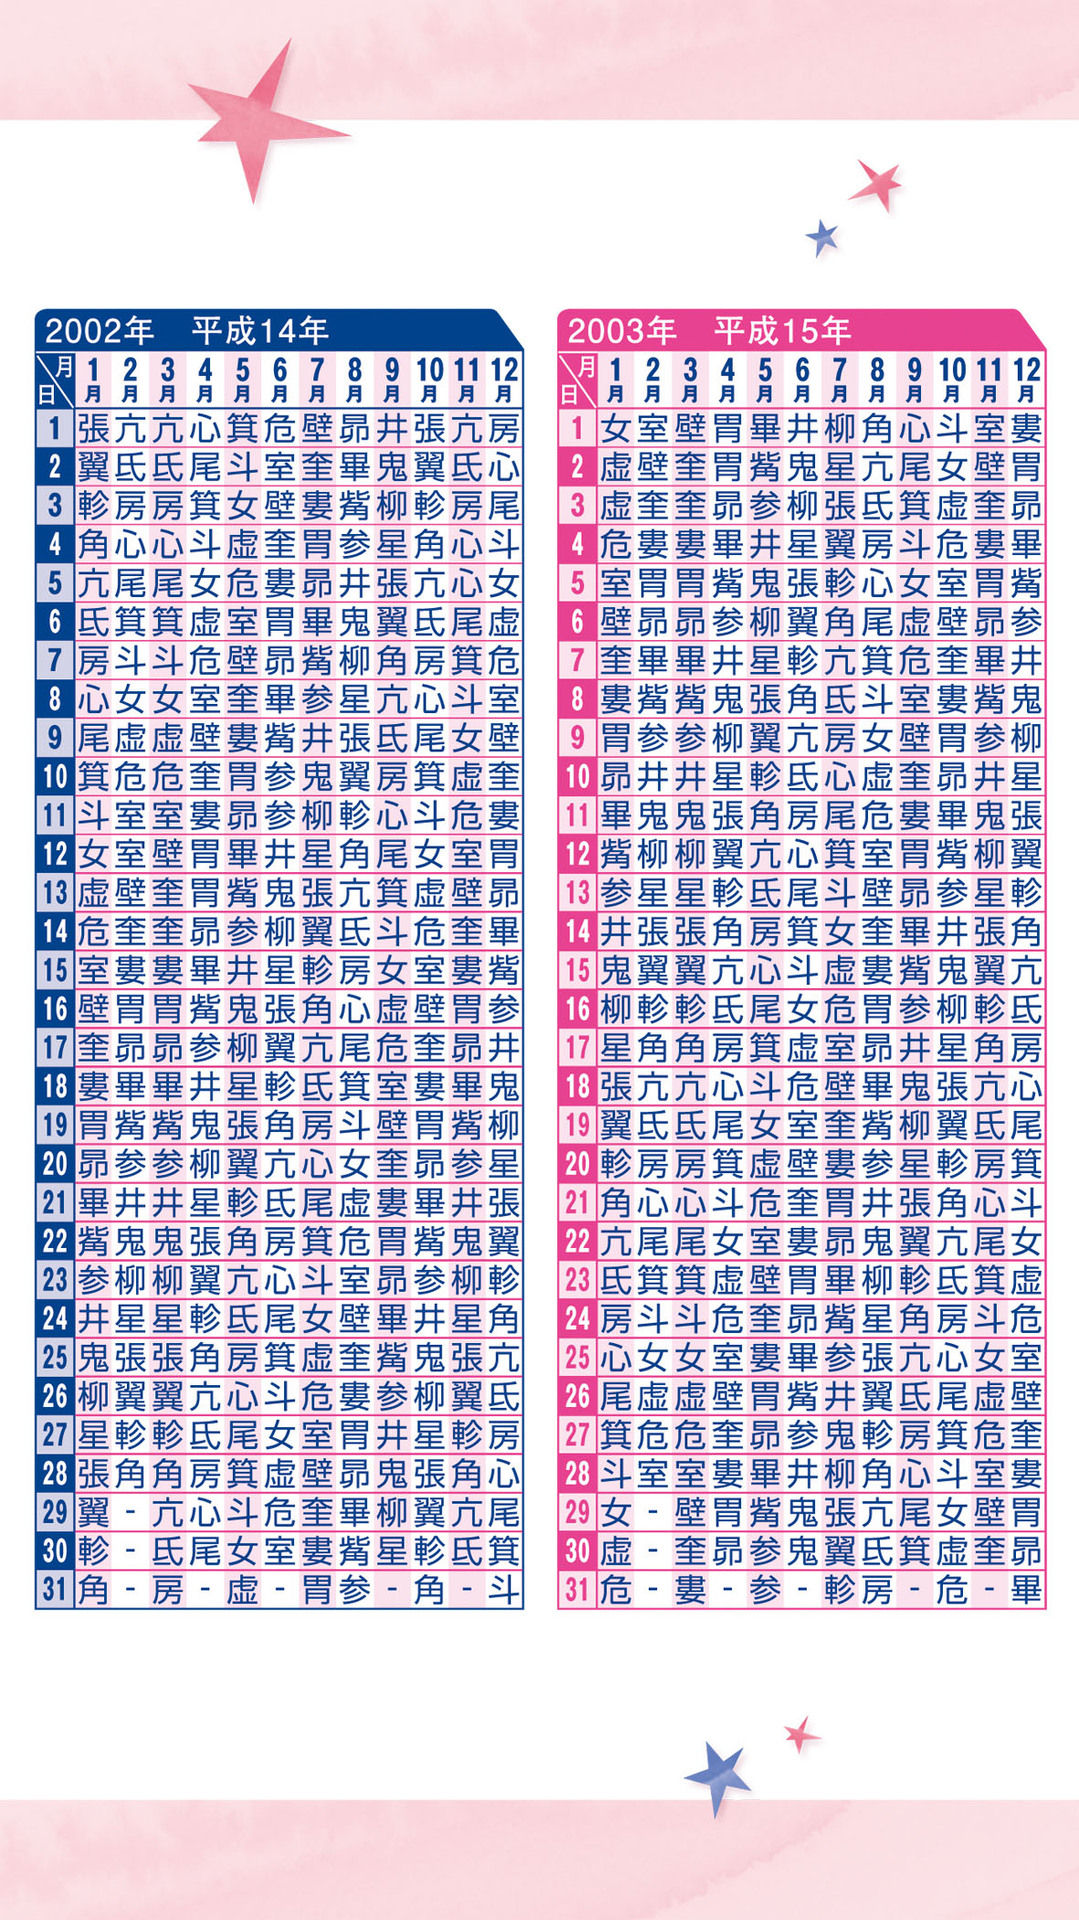 2002年 平成14年
月 1月 2月 3月 4月 5月 6月 7月 8月 9月 10月 11月 12月
日
1 張 亢 亢 心 箕 危 壁 昴 井 張 亢 房
2 翼 氐 氐 尾 斗 室 奎 畢 鬼 翼 氐 心
3 軫 房 房 箕 女 壁 婁 觜 柳 軫 房 尾
4 角 心 心 斗 虚 奎 胃 参 星 角 心 斗
5 亢 尾 尾 女 危 婁 昴 井 張 亢 心 女
6 氐 箕 箕 虚 室 胃 畢 鬼 翼 氐 尾 虚
7 房 斗 斗 危 壁 昴 觜 柳 角 房 箕 危
8 心 女 女 室 奎 畢 参 星 亢 心 斗 室
9 尾 虚 虚 壁 婁 觜 井 張 氐 尾 女 壁
10 箕 危 危 奎 胃 参 鬼 翼 房 箕 虚 奎
11 斗 室 室 婁 昴 参 柳 軫 心 斗 危 婁
12 女 室 壁 胃 畢 井 星 角 尾 女 室 胃
13 虚 壁 奎 胃 觜 鬼 張 亢 箕 虚 壁 昴
14 危 奎 奎 昴 参 柳 翼 氐 斗 危 奎 畢
15 室 婁 婁 畢 井 星 軫 房 女 室 婁 觜
16 壁 胃 胃 觜 鬼 張 角 心 虚 壁 胃 参
17 奎 昴 昴 参 柳 翼 亢 尾 危 奎 昴 井
18 婁 畢 畢 井 星 軫 氐 箕 室 婁 畢 鬼
19 胃 觜 觜 鬼 張 角 房 斗 壁 胃 觜 柳
20 昴 参 参 柳 翼 亢 心 女 奎 昴 参 星
21 畢 井 井 星 軫 氐 尾 虚 婁 畢 井 張
22 觜 鬼 鬼 張 角 房 箕 危 胃 觜 鬼 翼
23 参 柳 柳 翼 亢 心 斗 室 昴 参 柳 軫
24 井 星 星 軫 氐 尾 女 壁 畢 井 星 角
25 鬼 張 張 角 房 箕 虚 奎 觜 鬼 張 亢
26 柳 翼 翼 亢 心 斗 危 婁 参 柳 翼 氐
27 星 軫 軫 氐 尾 女 室 胃 井 星 軫 房
28 張 角 角 房 箕 虚 壁 昴 鬼 張 角 心
29 翼 - 亢 心 斗 危 奎 畢 柳 翼 亢 尾
30 軫 - 氐 尾 女 室 婁 觜 星 軫 氐 箕
31 角 - 房 - 虚 - 胃 参 - 角 - 斗
2003年 平成15年
月 1月 2月 3月 4月 5月 6月 7月 8月 9月 10月 11月 12月
日
1 女 室 壁 胃 畢 井 柳 角 心 斗 室 婁
2 虚 壁 奎 胃 觜 鬼 星 亢 尾 女 壁 胃
3 虚 奎 奎 昴 参 柳 張 氐 箕 虚 奎 昴
4 危 婁 婁 畢 井 星 翼 房 斗 危 婁 畢
5 室 胃 胃 觜 鬼 張 軫 心 女 室 胃 觜
6 壁 昴 昴 参 柳 翼 角 尾 虚 壁 昴 参
7 奎 畢 畢 井 星 軫 亢 箕 危 奎 畢 井
8 婁 觜 觜 鬼 張 角 氐 斗 室 婁 觜 鬼
9 胃 参 参 柳 翼 亢 房 女 壁 胃 参 柳
10 昴 井 井 星 軫 氐 心 虚 奎 昴 井 星
11 畢 鬼 鬼 張 角 房 尾 危 婁 畢 鬼 張
12 觜 柳 柳 翼 亢 心 箕 室 胃 觜 柳 翼
13 参 星 星 軫 氐 尾 斗 壁 昴 参 星 軫
14 井 張 張 角 房 箕 女 奎 畢 井 張 角
15 鬼 翼 翼 亢 心 斗 虚 婁 觜 鬼 翼 亢
16 柳 軫 軫 氐 尾 女 危 胃 参 柳 軫 氐
17 星 角 角 房 箕 虚 室 昴 井 星 角 房
18 張 亢 亢 心 斗 危 壁 畢 鬼 張 亢 心
19 翼 氐 氐 尾 女 室 奎 觜 柳 翼 氐 尾
20 軫 房 房 箕 虚 壁 婁 参 星 軫 房 箕
21 角 心 心 斗 危 奎 胃 井 張 角 心 斗
22 亢 尾 尾 女 室 婁 昴 鬼 翼 亢 尾 女
23 氐 箕 箕 虚 壁 胃 畢 柳 軫 氐 箕 虚
24 房 斗 斗 危 奎 昴 觜 星 角 房 斗 危
25 心 女 女 室 婁 畢 参 張 亢 心 女 室
26 尾 虚 虚 壁 胃 觜 井 翼 氐 尾 虚 壁
27 箕 危 危 奎 昴 参 鬼 軫 房 箕 危 奎
28 斗 室 室 婁 畢 井 柳 角 心 斗 室 婁
29 女 - 壁 胃 觜 鬼 張 亢 尾 女 壁 胃
30 虚 - 奎 昴 参 鬼 翼 氐 箕 虚 奎 昴
31 危 - 婁 - 参 - 軫 房 - 危 - 畢